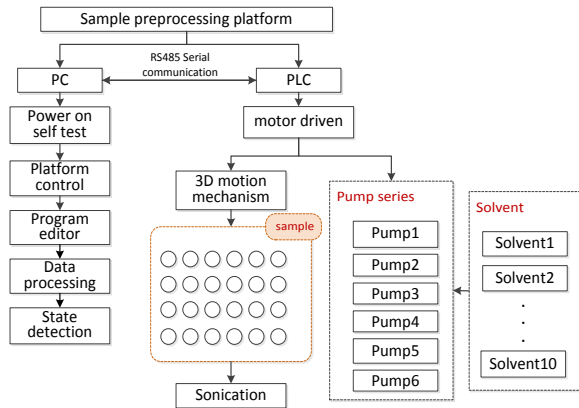 Sample preprocessing platform
RS485 Serial
communication
PC
PLC
Power on
self test
motor driven
Platform
control
3D motion
mechanism
Pump series
Solvent
Program
editor
sample
Pump1
Solvent1
Data
processing
Pump2
Solvent2
Pump3
State
detection
Pump4
.
.
.
Pump5
Solvent10
Sonication
Pump6